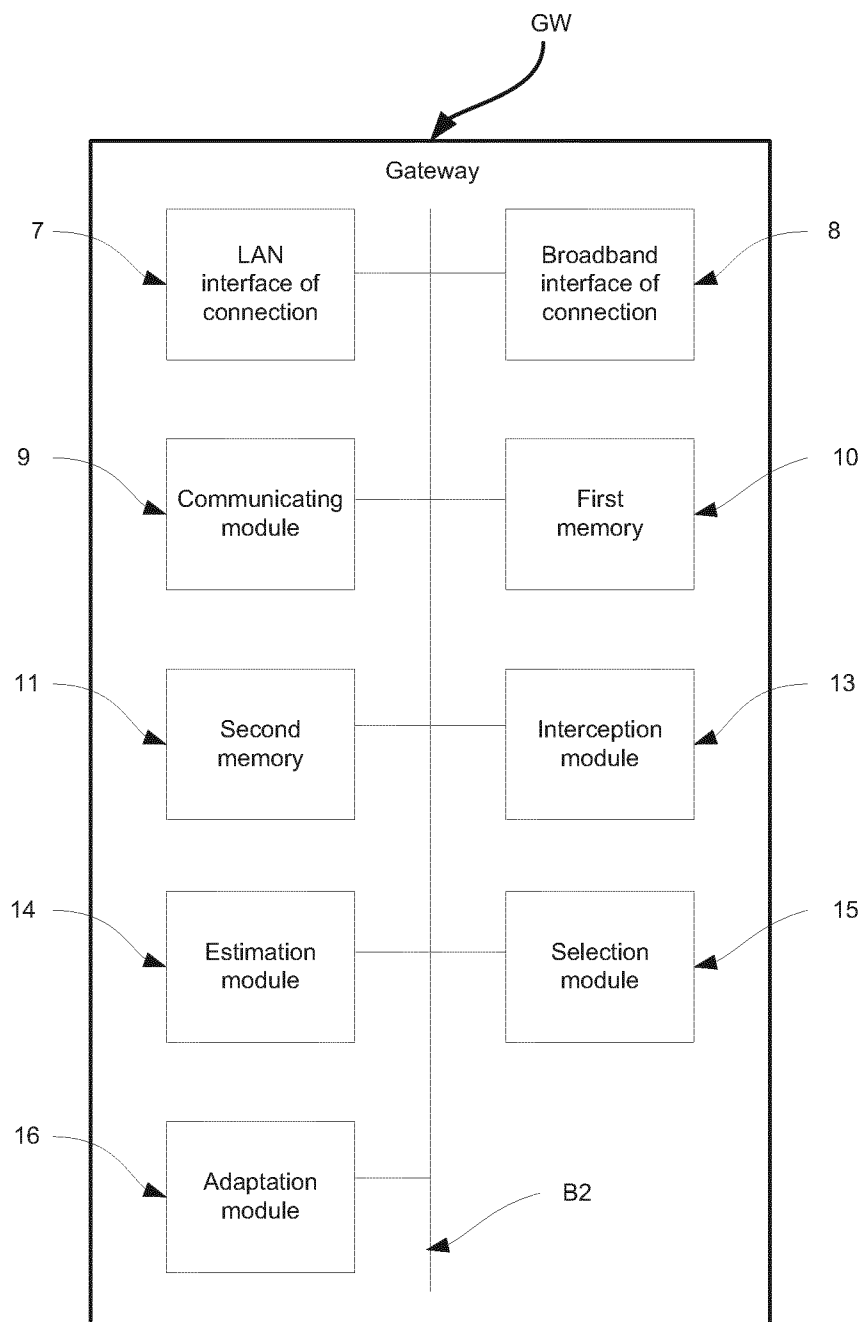 GW
Gateway
7
LAN
interface of
connection
Broadband
interface of
connection
8
9
Communicating
module
First
memory
10
11
Second
memory
Interception
module
13
14
Estimation
module
Selection
module
15
16
Adaptation
module
B2